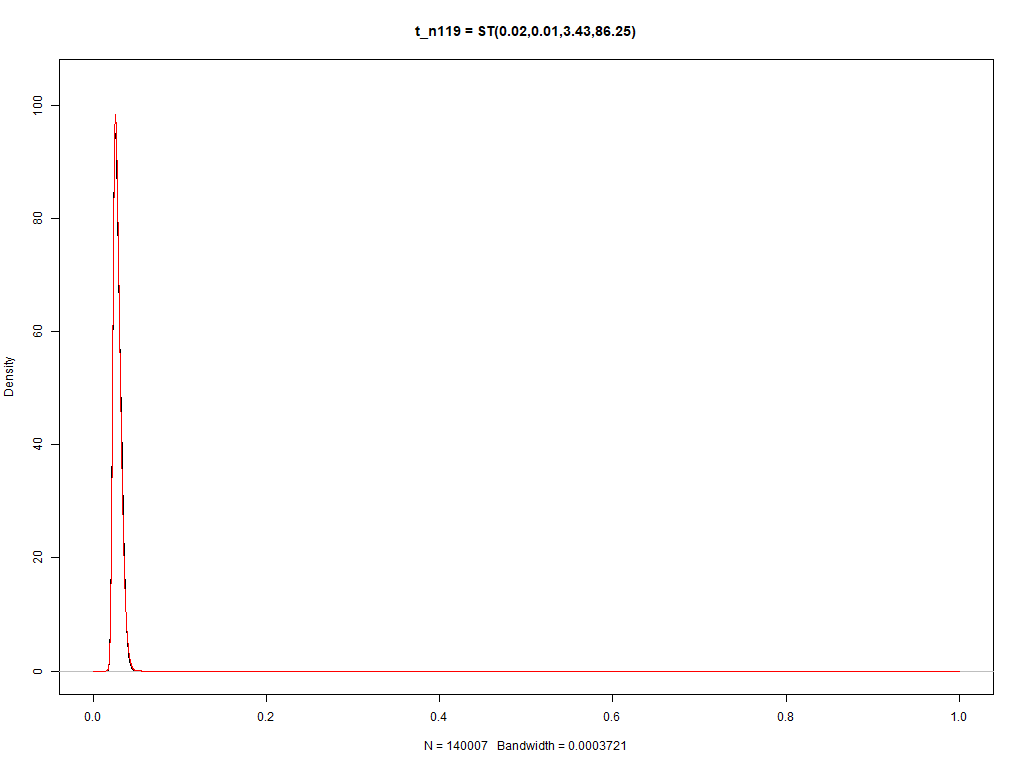 t_n119 = ST(0.02,0.01,3.43,86.25)
100
80
60
40
20
0
Density
0.0 0.2 0.4 0.6 0.8 1.0
N = 140007 Bandwidth = 0.0003721